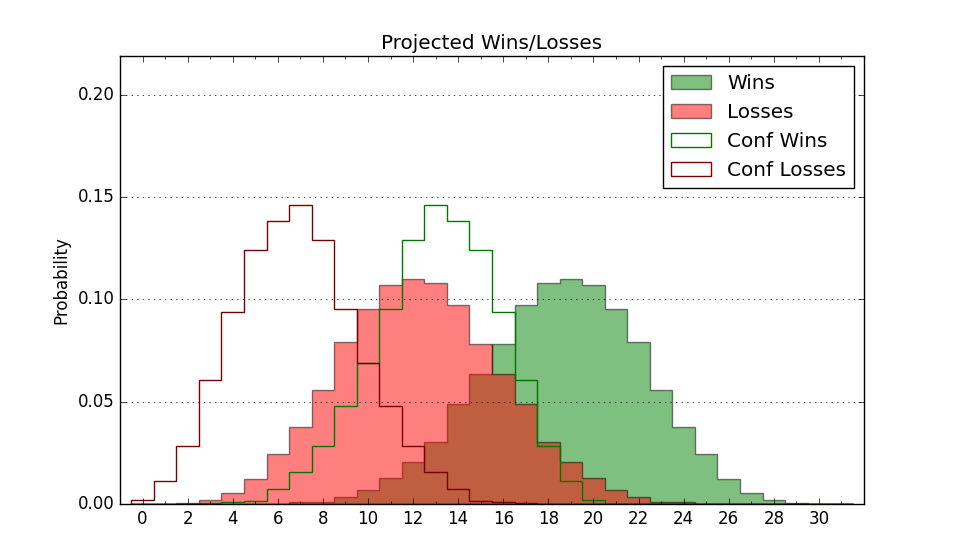 Projected Wins/Losses
Wins
Losses
Conf Wins
Conf Losses
Probability
0.20
0.15
0.10
0.05
0.00
0 2 4 6 8 10 12 14 16 18 20 22 24 26 28 30